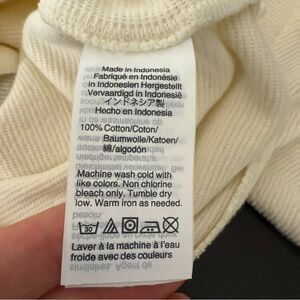 Made in Indonesia
Fabriqué en Indonésie
in Indonesien Hergestellt
Vervaardigd in Indonesië
インドネシア製
Hecho en Indonesia
100% Cotton/Coton/
Baumwolle/Katoen/
綿/algodón
Machine wash cold with
like colors. Non chlorine
bleach only. Tumble dry
low. Warm iron as needed.
30
Laver à la machine à l'eau
froide avec des couleurs